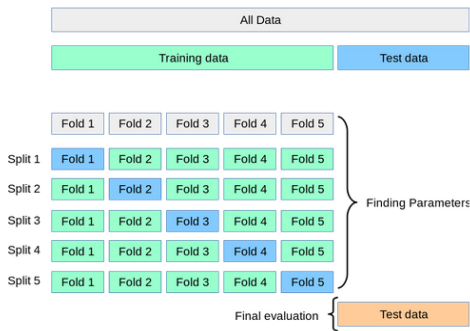 All Data
Training data Test data
Fold 1 Fold 2 Fold 3 Fold 4 Fold 5
Split 1 Fold 1 Fold 2 Fold 3 Fold 4 Fold 5
Split 2 Fold 1 Fold 2 Fold 3 Fold 4 Fold 5
Split 3 Fold 1 Fold 2 Fold 3 Fold 4 Fold 5
Finding Parameters
Split 4 Fold 1 Fold 2 Fold 3 Fold 4 Fold 5
Split 5 Fold 1 Fold 2 Fold 3 Fold 4 Fold 5
Final evaluation Test data